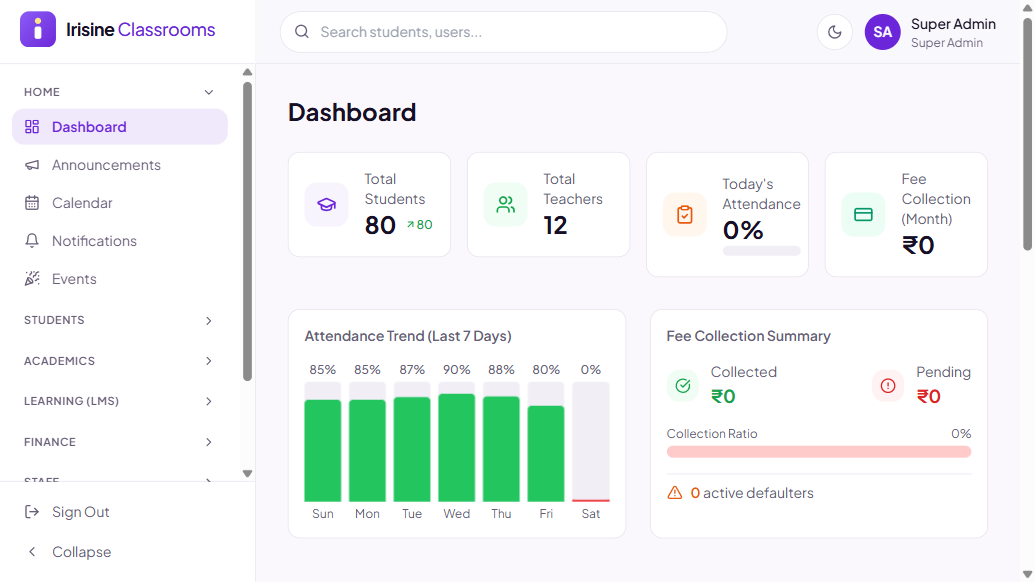 Irisine Classrooms
Search students, users...
SA
Super Admin
Super Admin
HOME
Dashboard
Announcements
Calendar
Notifications
Events
STUDENTS
ACADEMICS
LEARNING (LMS)
FINANCE
STAFF
Sign Out
Collapse
Dashboard
Total
Students
80 80
Total
Teachers
12
Today's
Attendance
0%
Fee
Collection
(Month)
₹0
Attendance Trend (Last 7 Days)
85% 85% 87% 90% 88% 80% 0%
Sun Mon Tue Wed Thu Fri Sat
Fee Collection Summary
Collected
₹0
Pending
₹0
Collection Ratio 0%
0 active defaulters